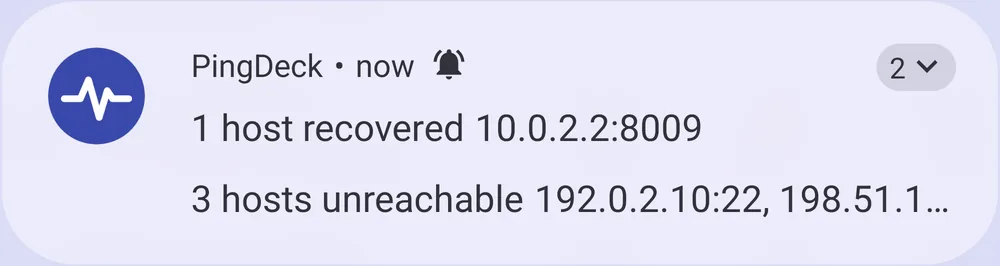 PingDeck • now
2
1 host recovered 10.0.2.2:8009
3 hosts unreachable 192.0.2.10:22, 198.51.1…